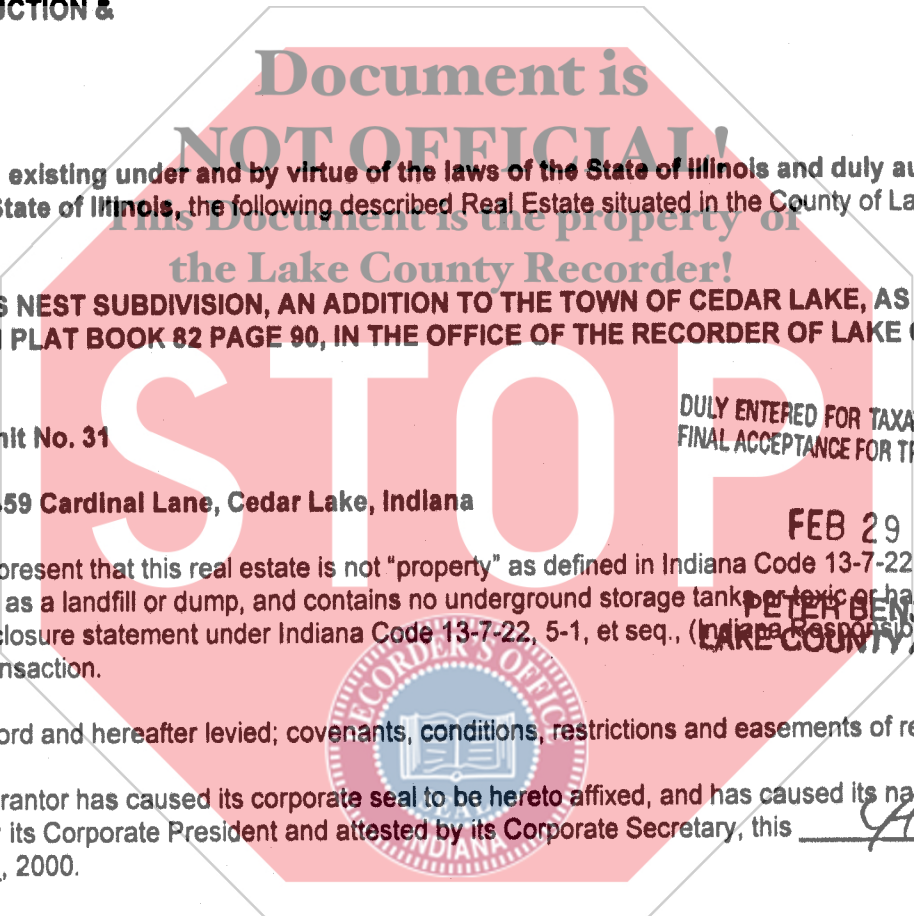 UCTION &
Document is
NOT OFFICIAL!
existing under and by virtue of the laws of the State of Illinois and duly au
State of Illinois, the following described Real Estate situated in the County of La
This Document is the property of
the Lake County Recorder!
S NEST SUBDIVISION, AN ADDITION TO THE TOWN OF CEDAR LAKE, AS
PLAT BOOK 82 PAGE 90, IN THE OFFICE OF THE RECORDER OF LAKE
STOP
DULY ENTERED FOR TAXA
FINAL ACCEPTANCE FOR TR
nit No. 31
59 Cardinal Lane, Cedar Lake, Indiana
FEB 29
present that this real estate is not "property" as defined in Indiana Code 13-7-22
as a landfill or dump, and contains no underground storage tanks or toxic or ha
PETER BEN
closure statement under Indiana Code 13-7-22, 5-1, et seq., (Indiana Responsib
LAKE COUNTY
nsaction.
RECORDER'S OFFICE
SEAL
INDIANA
ord and hereafter levied; covenants, conditions, restrictions and easements of re
rantor has caused its corporate seal to be hereto affixed, and has caused its na
its Corporate President and attested by its Corporate Secretary, this
, 2000.